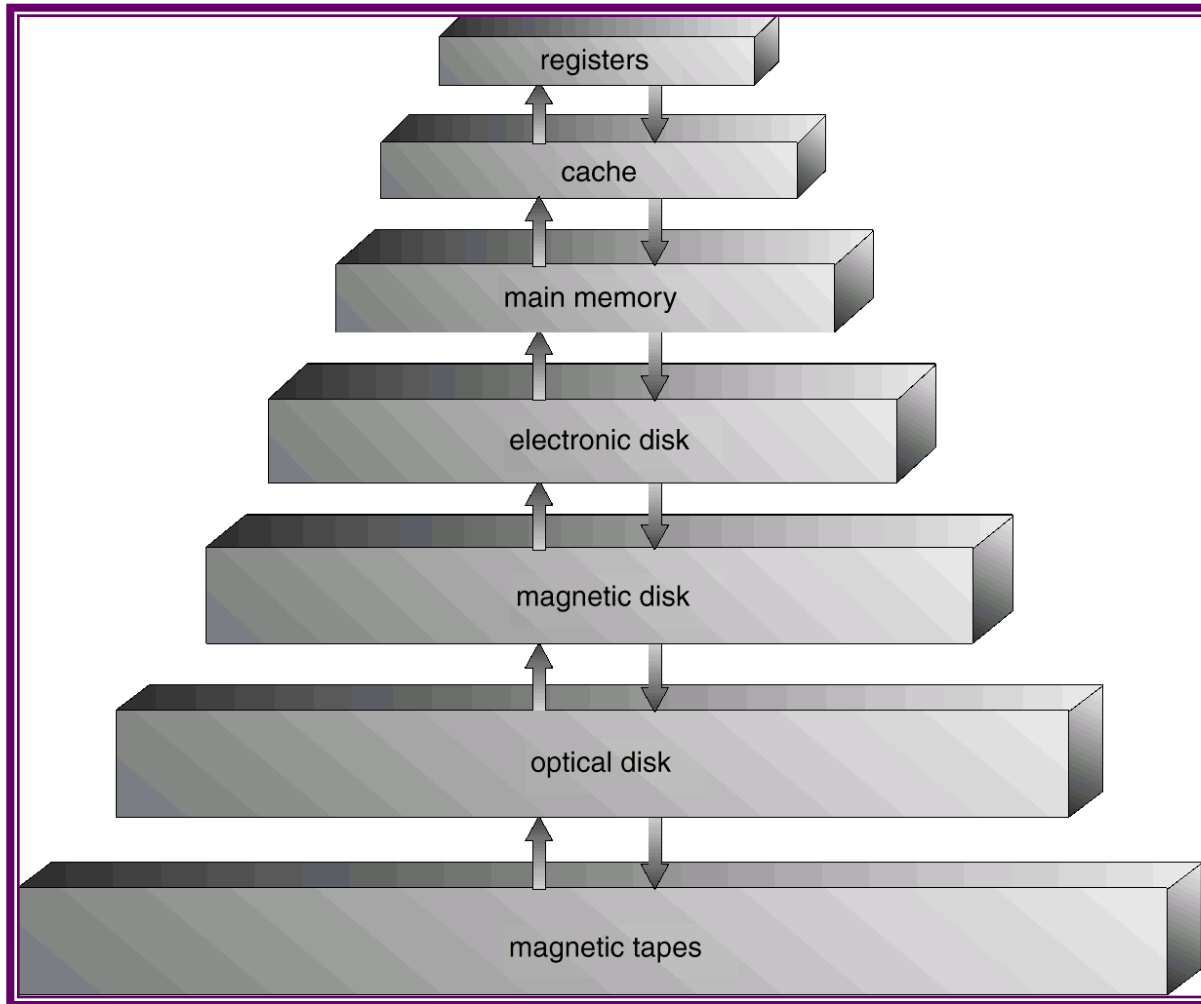 registers
cache
main memory
electronic disk
magnetic disk
optical disk
magnetic tapes